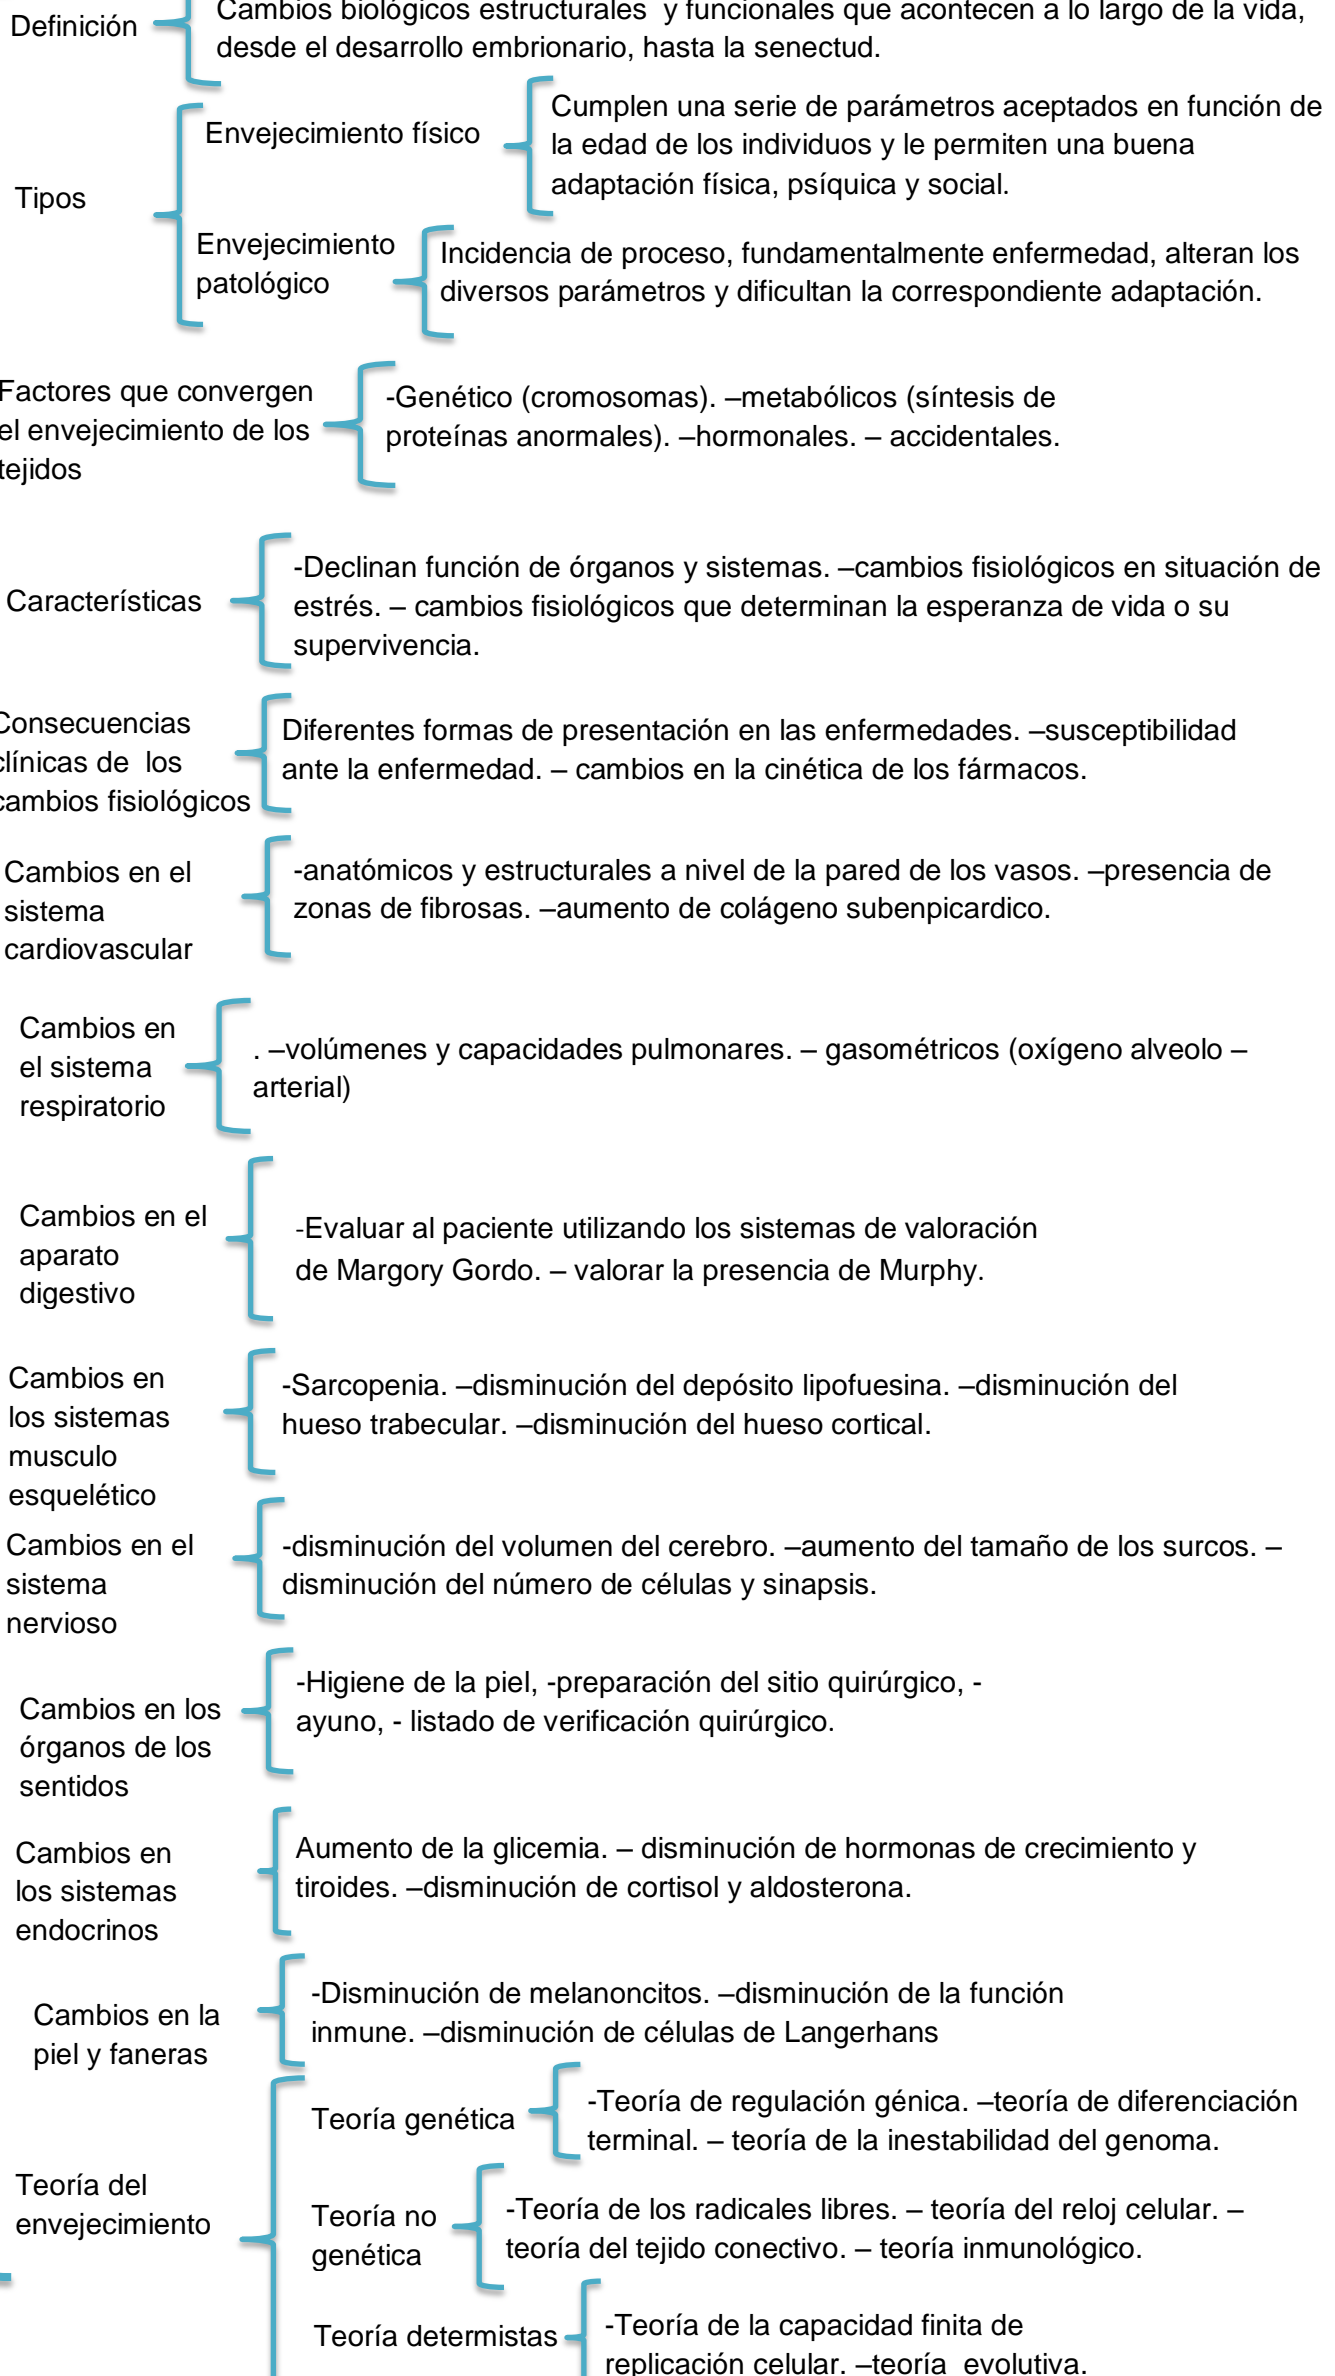 Definición
Cambios biológicos estructurales y funcionales que acontecen a lo largo de la vida,
desde el desarrollo embrionario, hasta la senectud.
Tipos
Envejecimiento físico
Cumplen una serie de parámetros aceptados en función de
la edad de los individuos y le permiten una buena
adaptación física, psíquica y social.
Envejecimiento
patológico
Incidencia de proceso, fundamentalmente enfermedad, alteran los
diversos parámetros y dificultan la correspondiente adaptación.
Factores que convergen
el envejecimiento de los
tejidos
-Genético (cromosomas). –metabólicos (síntesis de
proteínas anormales). –hormonales. – accidentales.
Características
-Declinan función de órganos y sistemas. –cambios fisiológicos en situación de
estrés. – cambios fisiológicos que determinan la esperanza de vida o su
supervivencia.
Consecuencias
clínicas de los
cambios fisiológicos
Diferentes formas de presentación en las enfermedades. –susceptibilidad
ante la enfermedad. – cambios en la cinética de los fármacos.
Cambios en el
sistema
cardiovascular
-anatómicos y estructurales a nivel de la pared de los vasos. –presencia de
zonas de fibrosas. –aumento de colágeno subenpicardico.
Cambios en
el sistema
respiratorio
. –volúmenes y capacidades pulmonares. – gasométricos (oxígeno alveolo –
arterial)
Cambios en el
aparato
digestivo
-Evaluar al paciente utilizando los sistemas de valoración
de Margory Gordo. – valorar la presencia de Murphy.
Cambios en
los sistemas
musculo
esquelético
-Sarcopenia. –disminución del depósito lipofuesina. –disminución del
hueso trabecular. –disminución del hueso cortical.
Cambios en el
sistema
nervioso
-disminución del volumen del cerebro. –aumento del tamaño de los surcos. –
disminución del número de células y sinapsis.
Cambios en los
órganos de los
sentidos
-Higiene de la piel, -preparación del sitio quirúrgico, -
ayuno, - listado de verificación quirúrgico.
Cambios en
los sistemas
endocrinos
Aumento de la glicemia. – disminución de hormonas de crecimiento y
tiroides. –disminución de cortisol y aldosterona.
Cambios en la
piel y faneras
-Disminución de melanoncitos. –disminución de la función
inmune. –disminución de células de Langerhans
Teoría del
envejecimiento
Teoría genética
-Teoría de regulación génica. –teoría de diferenciación
terminal. – teoría de la inestabilidad del genoma.
Teoría no
genética
-Teoría de los radicales libres. – teoría del reloj celular. –
teoría del tejido conectivo. – teoría inmunológico.
Teoría determistas
-Teoría de la capacidad finita de
replicación celular. –teoría evolutiva.